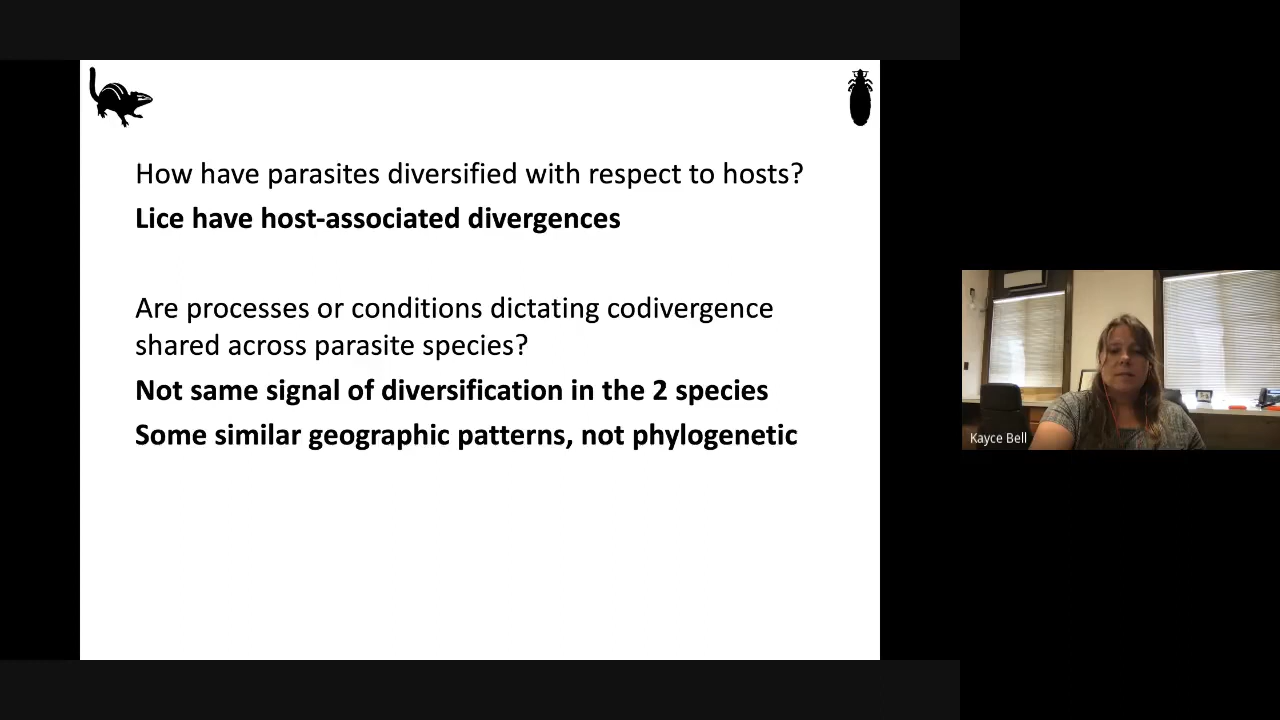 How have parasites diversified with respect to hosts?
Lice have host-associated divergences
Are processes or conditions dictating codivergence
shared across parasite species?
Not same signal of diversification in the 2 species
Some similar geographic patterns, not phylogenetic
Kayce Bell